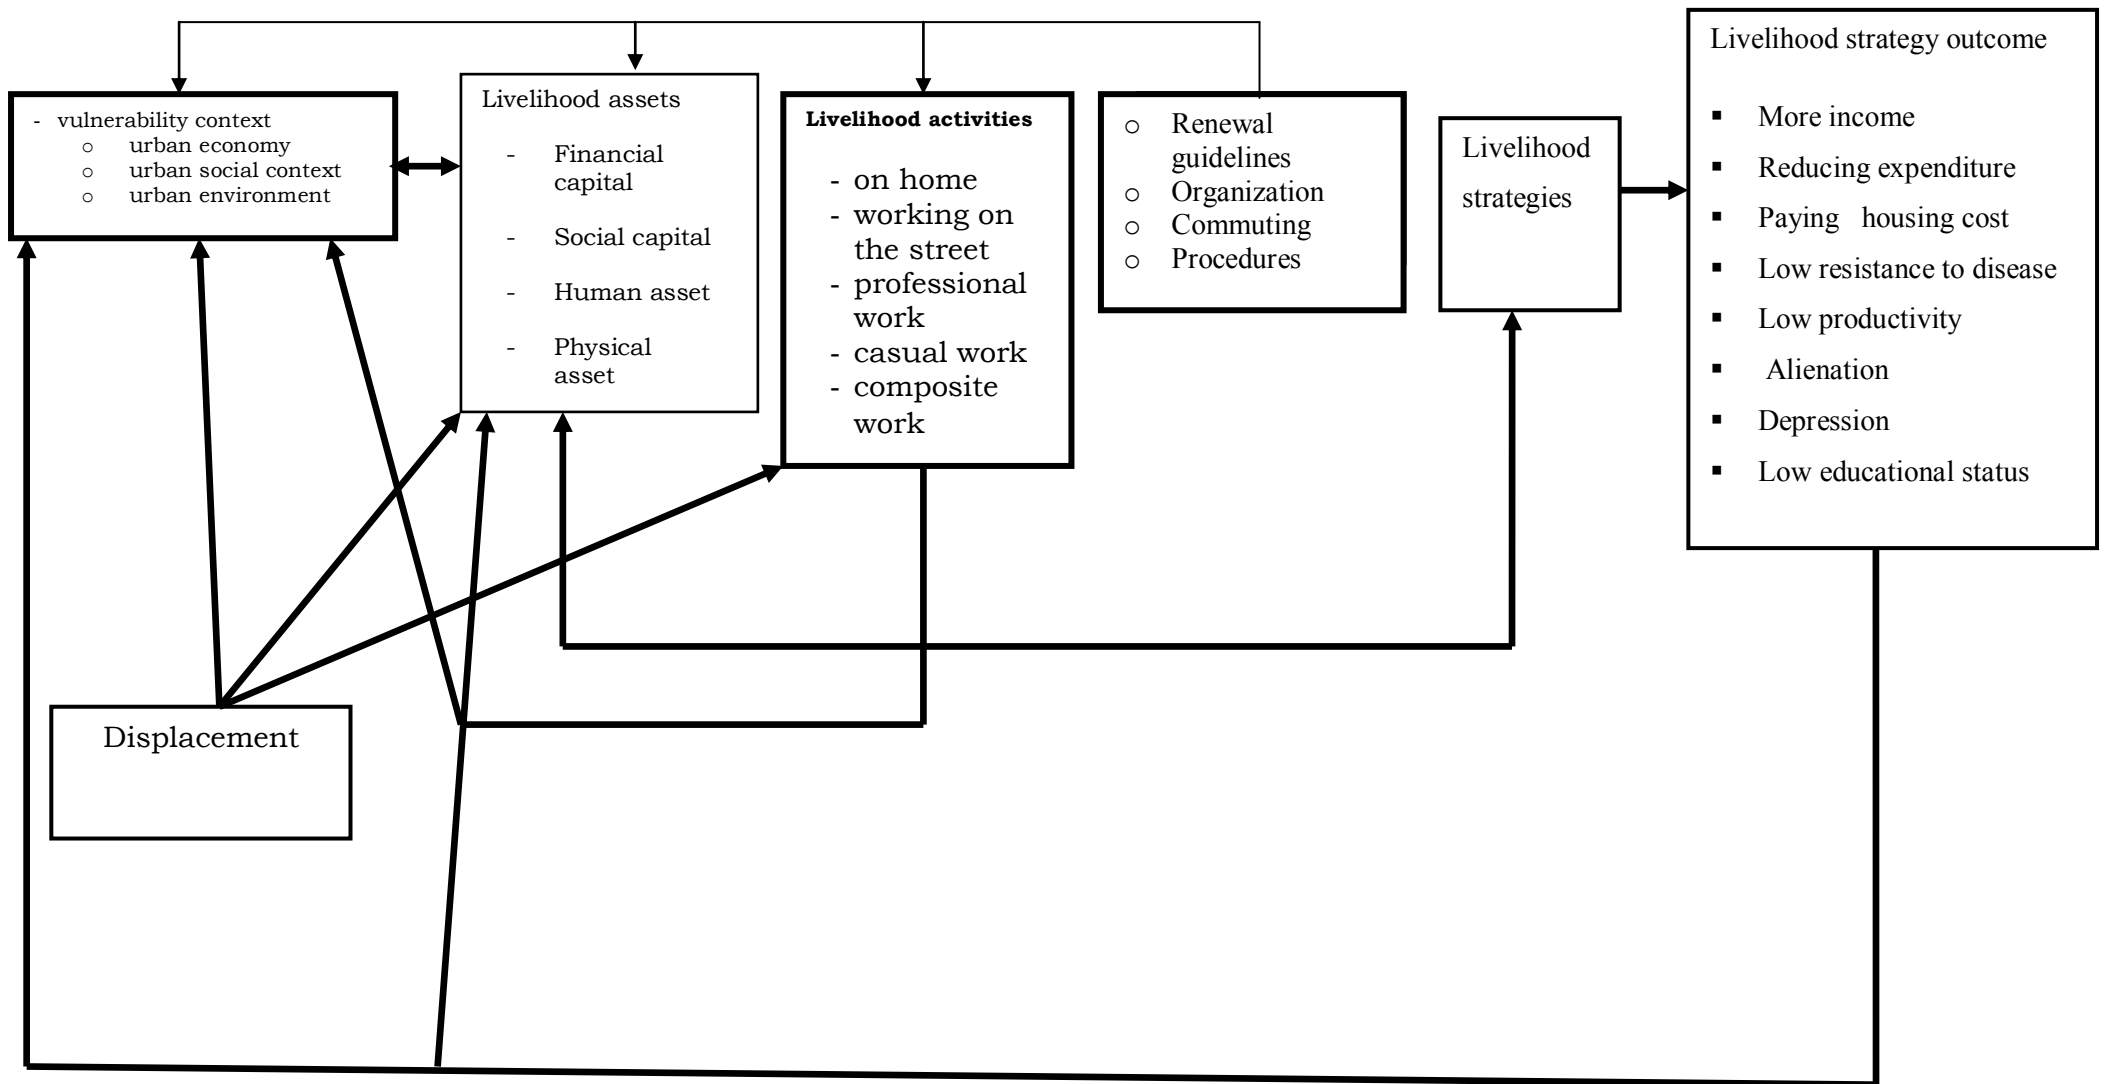 - vulnerability context
o urban economy
o urban social context
o urban environment
Livelihood assets
- Financial
capital
- Social capital
- Human asset
- Physical
asset
Livelihood activities
- on home
- working on
the street
- professional
work
- casual work
- composite
work
o Renewal
guidelines
o Organization
o Commuting
o Procedures
Livelihood
strategies
Livelihood strategy outcome
▪ More income
▪ Reducing expenditure
▪ Paying housing cost
▪ Low resistance to disease
▪ Low productivity
▪ Alienation
▪ Depression
▪ Low educational status
Displacement